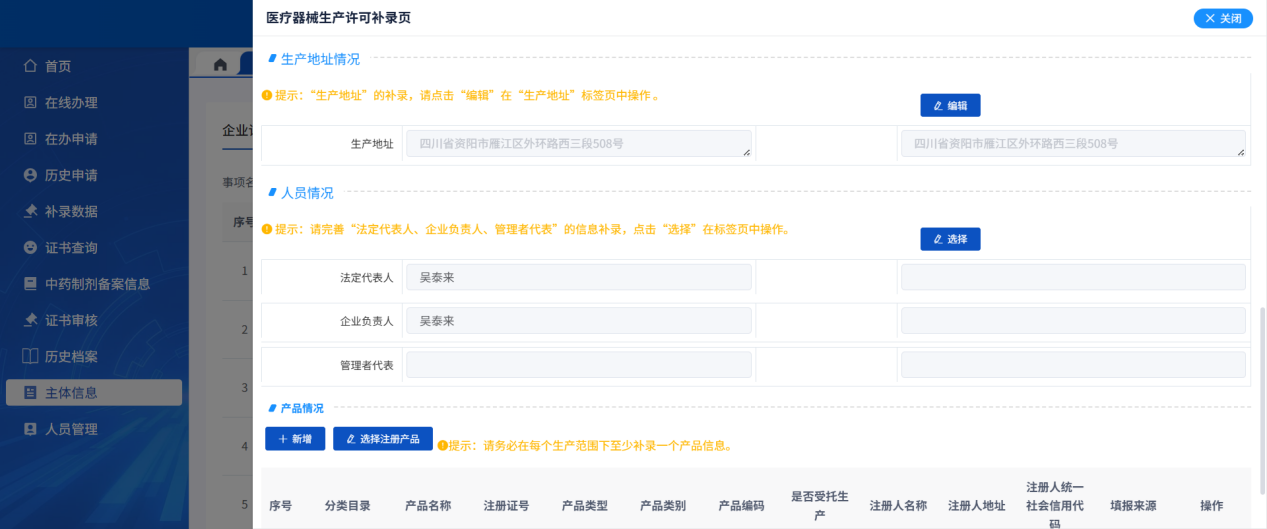 医疗器械生产许可补录页
关闭
首页
在线办理
在办申请
历史申请
补录数据
证书查询
中药制剂备案信息
证书审核
历史档案
主体信息
人员管理
企业
事项名
序号
1
2
3
4
5
生产地址情况
提示：“生产地址”的补录，请点击“编辑”在“生产地址”标签页中操作。
编辑
生产地址 四川省资阳市雁江区外环路西三段508号 四川省资阳市雁江区外环路西三段508号
人员情况
提示：请完善“法定代表人、企业负责人、管理者代表”的信息补录，点击“选择”在标签页中操作。
选择
法定代表人 吴泰来
企业负责人 吴泰来
管理者代表
产品情况
新增 选择注册产品 提示：请务必在每个生产范围下至少补录一个产品信息。
序号 分类目录 产品名称 注册证号 产品类型 产品类别 产品编码 是否受托生产 注册人名称 注册人地址 注册人统一社会信用代码 填报来源 操作